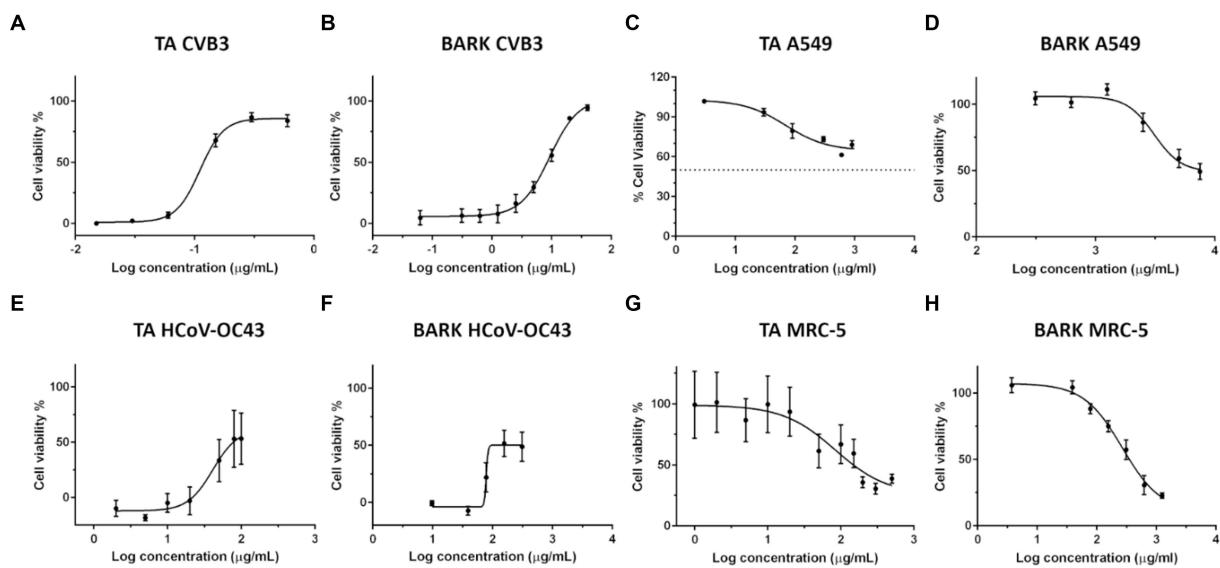 A
TA CVB3
Cell viability %
100
50
0
-2
-1
0
Log concentration (µg/mL)
B
BARK CVB3
Cell viability %
100
50
0
-2
-1
0
1
2
Log concentration (µg/mL)
C
TA A549
% Cell Viability
120
90
60
30
0
0
1
2
3
4
Log concentration (µg/ml)
D
BARK A549
Cell viability %
100
50
0
2
3
4
Log concentration (µg/mL)
E
TA HCoV-OC43
Cell viability %
100
50
0
0
1
2
3
Log concentration (µg/mL)
F
BARK HCoV-OC43
Cell viability %
100
50
0
0
1
2
3
4
Log concentration (µg/mL)
G
TA MRC-5
Cell viability %
100
50
0
0
1
2
3
Log concentration (µg/mL)
H
BARK MRC-5
Cell viability %
100
50
0
0
1
2
3
4
Log concentration (µg/ml)